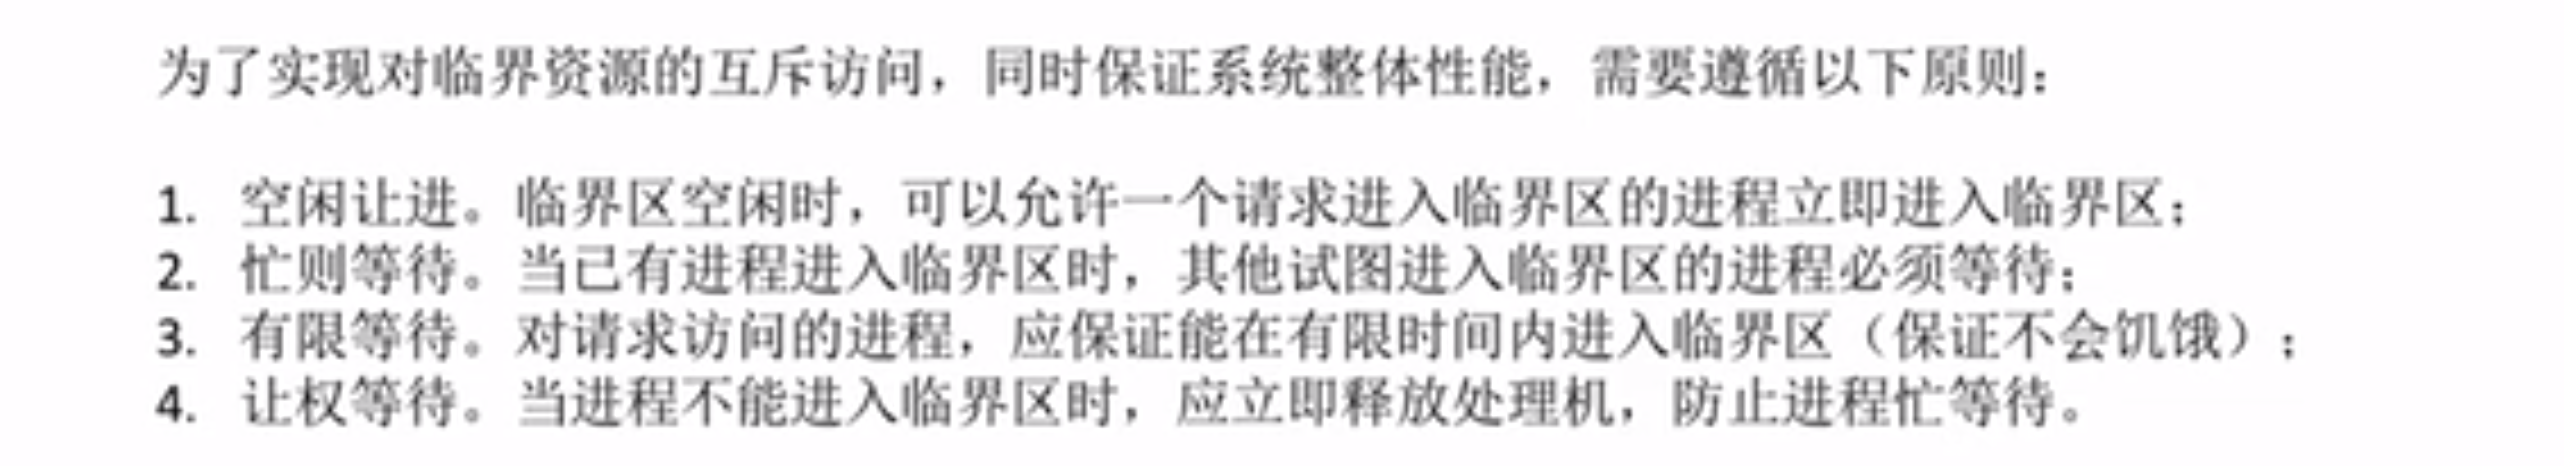 为了实现对临界资源的互斥访问，同时保证系统整体性能，需要遵循以下原则：
1. 空闲让进。临界区空闲时，可以允许一个请求进入临界区的进程立即进入临界区；
2. 忙则等待。当已有进程进入临界区时，其他试图进入临界区的进程必须等待；
3. 有限等待。对请求访问的进程，应保证能在有限时间内进入临界区（保证不会饥饿）；
4. 让权等待。当进程不能进入临界区时，应立即释放处理机，防止进程忙等待。